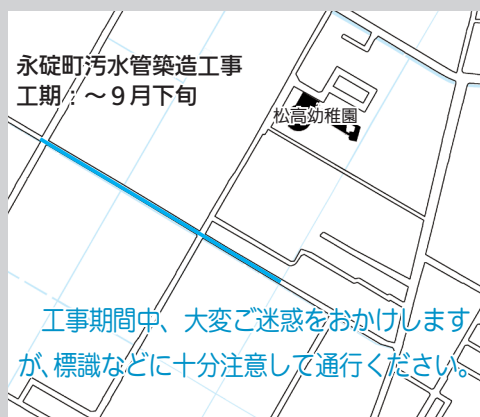 永碇町汚水管築造工事
工期：～９月下旬
松高幼稚園
工事期間中、大変ご迷惑をおかけします
が、標識などに十分注意して通行ください。